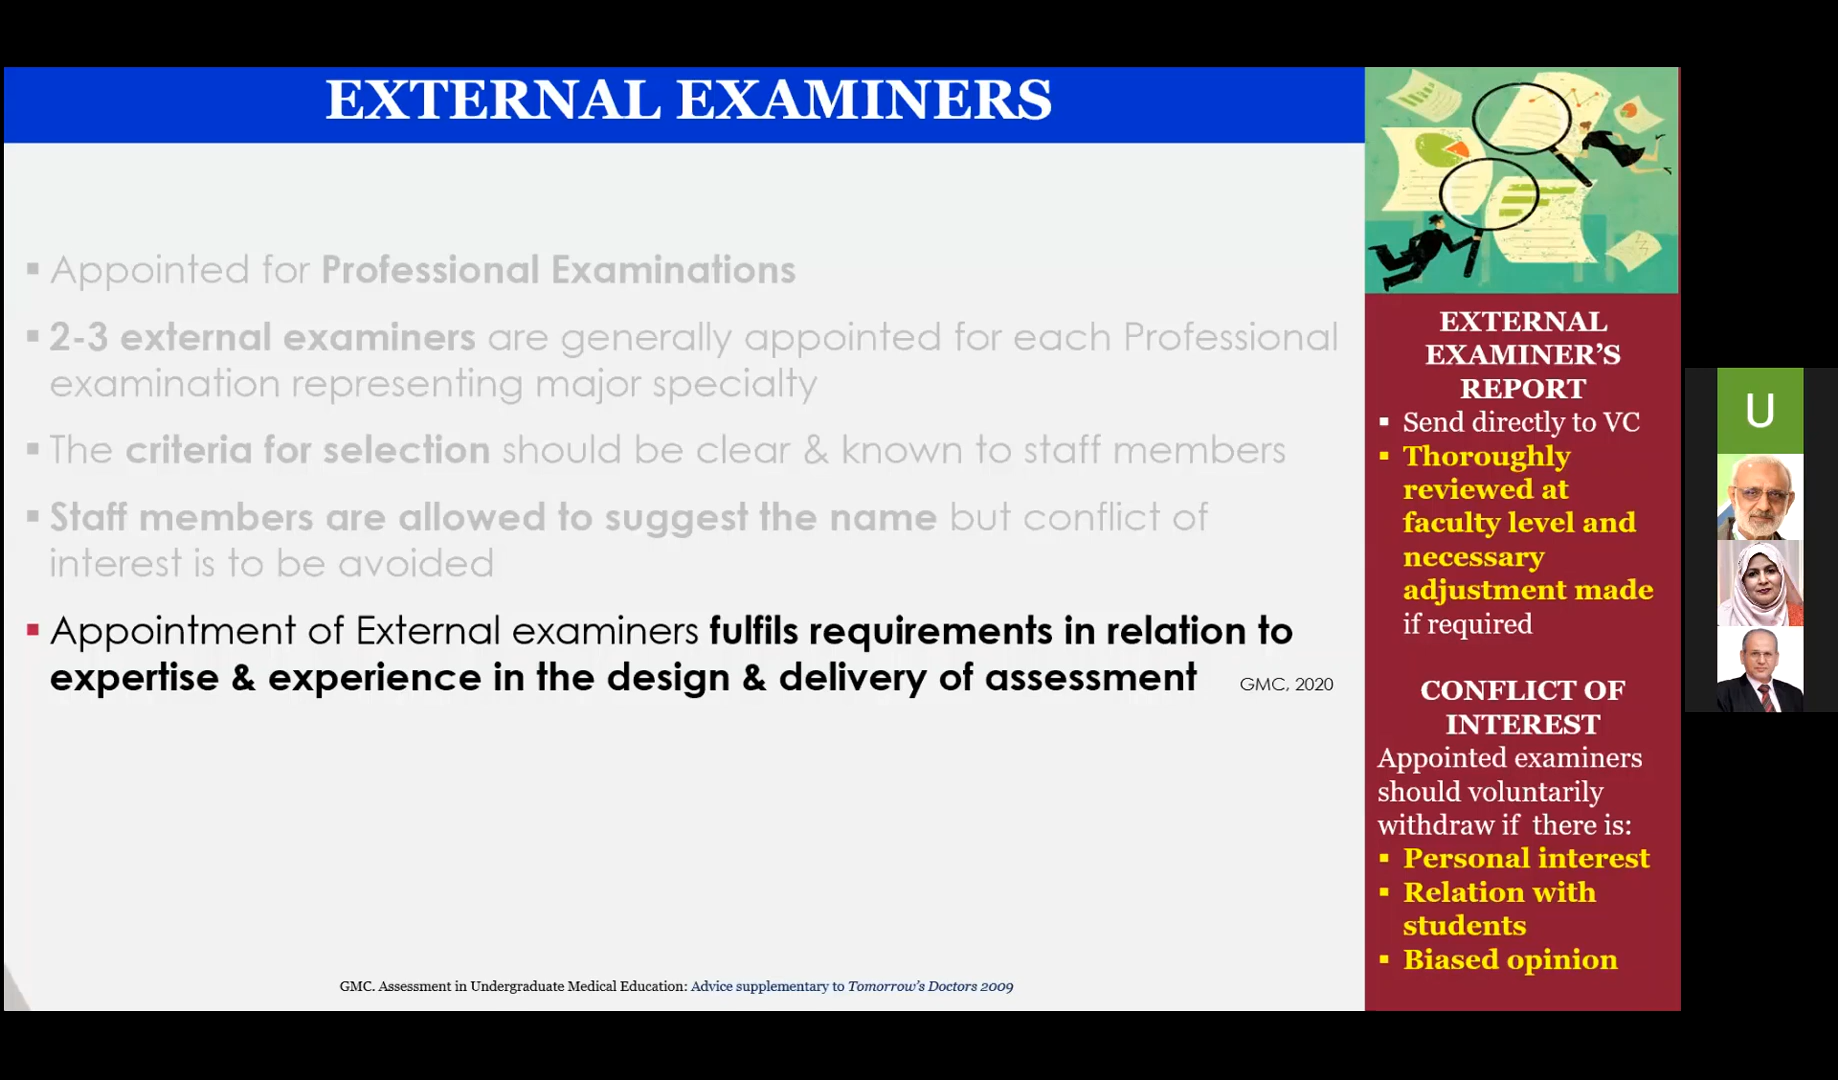 EXTERNAL EXAMINERS
▪ Appointed for Professional Examinations
▪ 2-3 external examiners are generally appointed for each Professional
examination representing major specialty
▪ The criteria for selection should be clear & known to staff members
▪ Staff members are allowed to suggest the name but conflict of
interest is to be avoided
▪ Appointment of External examiners fulfils requirements in relation to
expertise & experience in the design & delivery of assessment GMC, 2020
GMC. Assessment in Undergraduate Medical Education: Advice supplementary to Tomorrow's Doctors 2009
EXTERNAL
EXAMINER'S
REPORT
▪ Send directly to VC
▪ Thoroughly
reviewed at
faculty level and
necessary
adjustment made
if required
CONFLICT OF
INTEREST
Appointed examiners
should voluntarily
withdraw if there is:
▪ Personal interest
▪ Relation with
students
▪ Biased opinion
U